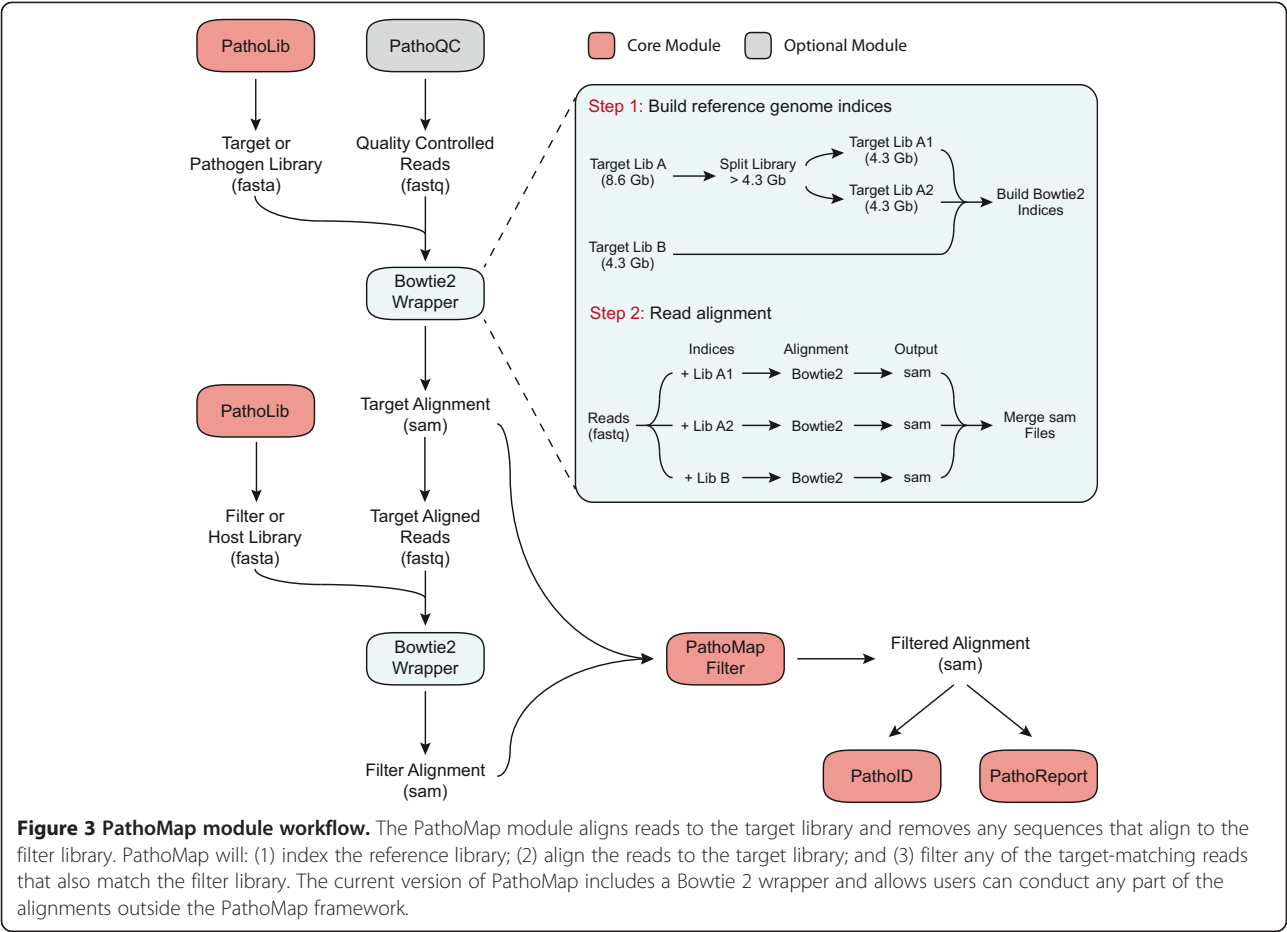 PathoLib
PathoQC
Core Module
Optional Module
Target or
Pathogen Library
(fasta)
Quality Controlled
Reads
(fastq)
Bowtie2
Wrapper
Step 1: Build reference genome indices
Target Lib A
(8.6 Gb)
Split Library
> 4.3 Gb
Target Lib A1
(4.3 Gb)
Target Lib A2
(4.3 Gb)
Build Bowtie2
Indices
Target Lib B
(4.3 Gb)
Step 2: Read alignment
Indices
Alignment
Output
Reads
(fastq)
+ Lib A1
Bowtie2
sam
+ Lib A2
Bowtie2
sam
+ Lib B
Bowtie2
sam
Merge sam
Files
PathoLib
Target Alignment
(sam)
Filter or
Host Library
(fasta)
Target Aligned
Reads
(fastq)
Bowtie2
Wrapper
Filter Alignment
(sam)
PathoMap
Filter
Filtered Alignment
(sam)
PathoID
PathoReport
Figure 3 PathoMap module workflow. The PathoMap module aligns reads to the target library and removes any sequences that align to the
filter library. PathoMap will: (1) index the reference library; (2) align the reads to the target library; and (3) filter any of the target-matching reads
that also match the filter library. The current version of PathoMap includes a Bowtie 2 wrapper and allows users can conduct any part of the
alignments outside the PathoMap framework.